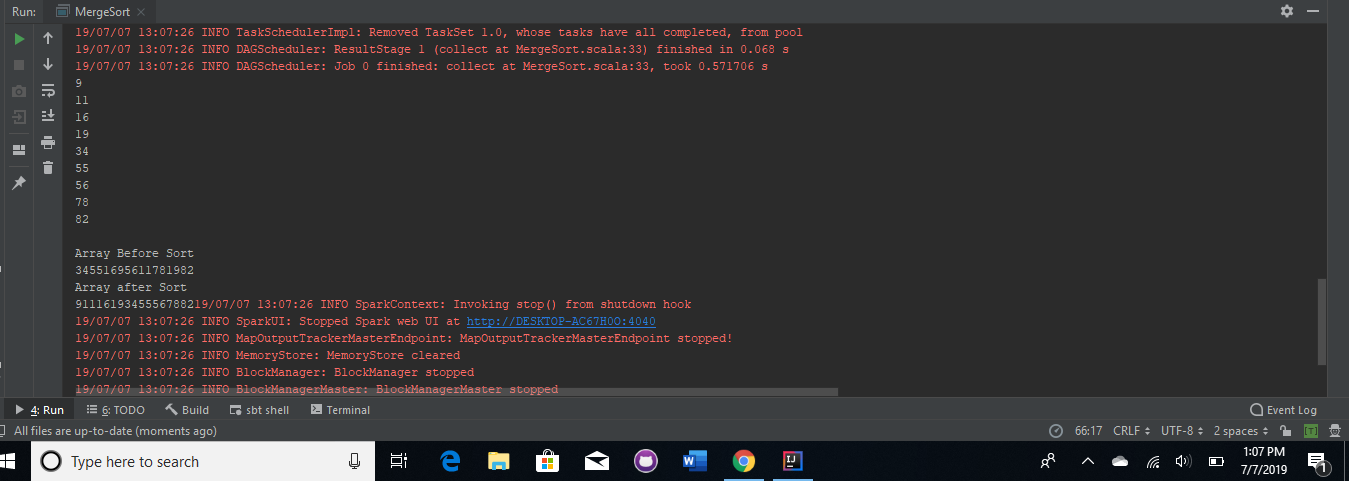 Run: MergeSort
19/07/07 13:07:26 INFO TaskSchedulerImpl: Removed TaskSet 1.0, whose tasks have all completed, from pool
19/07/07 13:07:26 INFO DAGScheduler: ResultStage 1 (collect at MergeSort.scala:33) finished in 0.068 s
19/07/07 13:07:26 INFO DAGScheduler: Job 0 finished: collect at MergeSort.scala:33, took 0.571706 s
9
11
16
19
34
55
56
78
82
Array Before Sort
34551695611781982
Array after Sort
9111619345556788219/07/07 13:07:26 INFO SparkContext: Invoking stop() from shutdown hook
19/07/07 13:07:26 INFO SparkUI: Stopped Spark web UI at http://DESKTOP-AC67H0O:4040
19/07/07 13:07:26 INFO MapOutputTrackerMasterEndpoint: MapOutputTrackerMasterEndpoint stopped!
19/07/07 13:07:26 INFO MemoryStore: MemoryStore cleared
19/07/07 13:07:26 INFO BlockManager: BlockManager stopped
19/07/07 13:07:26 INFO BlockManagerMaster: BlockManagerMaster stopped
4: Run 6: TODO Build sbt shell Terminal Event Log
All files are up-to-date (moments ago) 66:17 CRLF UTF-8 2 spaces [T]
Type here to search 1:07 PM
7/7/2019 1